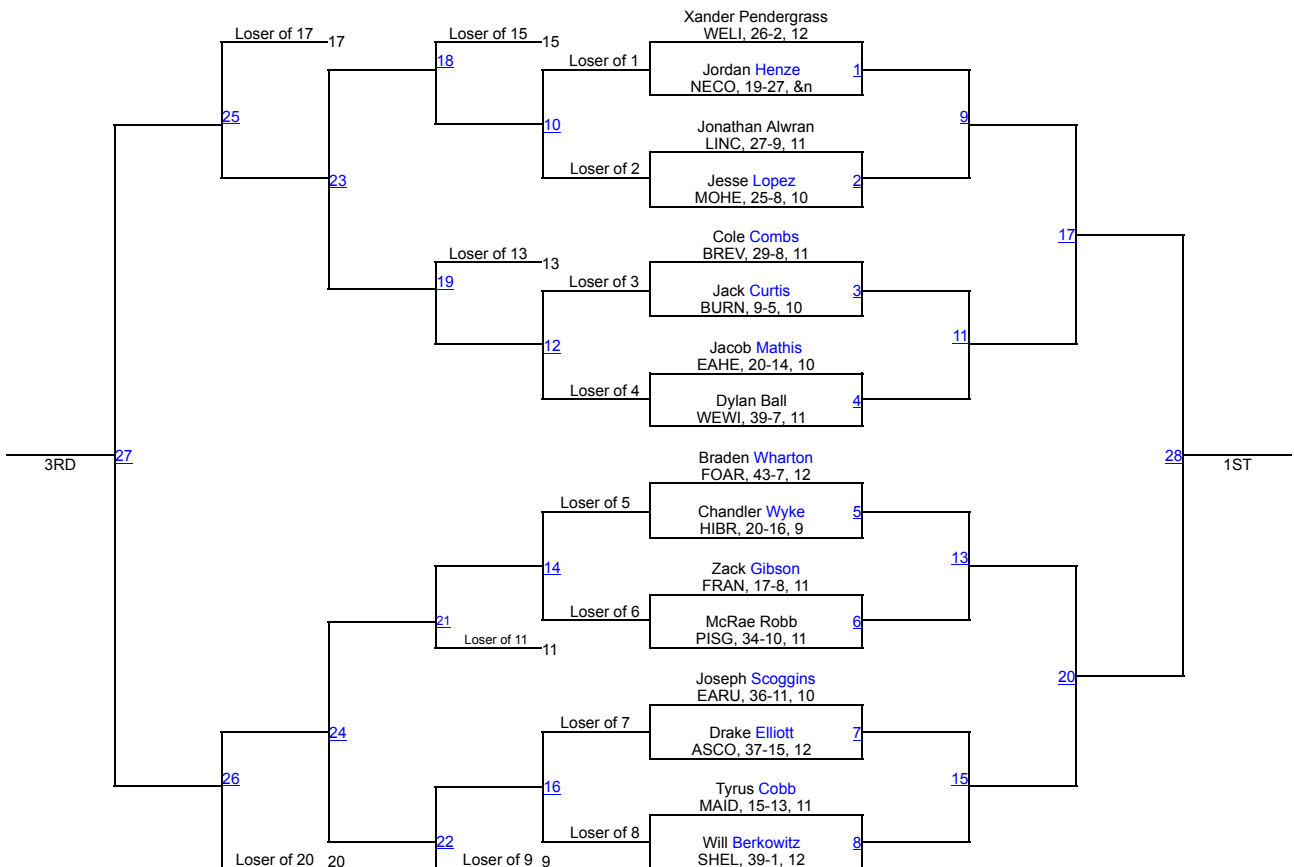 Xander Pendergrass
WELI, 26-2, 12
Loser of 17 17
Loser of 15 15
18
Loser of 1
Jordan Henze
NECO, 19-27, &n
1
25
10
9
Jonathan Alwran
LINC, 27-9, 11
Loser of 2
Jesse Lopez
MOHE, 25-8, 10
2
23
Cole Combs
BREV, 29-8, 11
17
Loser of 13 13
19
Loser of 3
Jack Curtis
BURN, 9-5, 10
3
12
11
Jacob Mathis
EAHE, 20-14, 10
Loser of 4
Dylan Ball
WEWI, 39-7, 11
4
3RD
27
Braden Wharton
FOAR, 43-7, 12
28
1ST
Loser of 5
Chandler Wyke
HIBR, 20-16, 9
5
14
13
Zack Gibson
FRAN, 17-8, 11
Loser of 6
21
McRae Robb
PISG, 34-10, 11
6
Loser of 11 11
Joseph Scoggins
EARU, 36-11, 10
20
Loser of 7
24
Drake Elliott
ASCO, 37-15, 12
7
26
16
15
Tyrus Cobb
MAID, 15-13, 11
Loser of 8
22
Will Berkowitz
SHEL, 39-1, 12
8
Loser of 20 20
Loser of 9 9